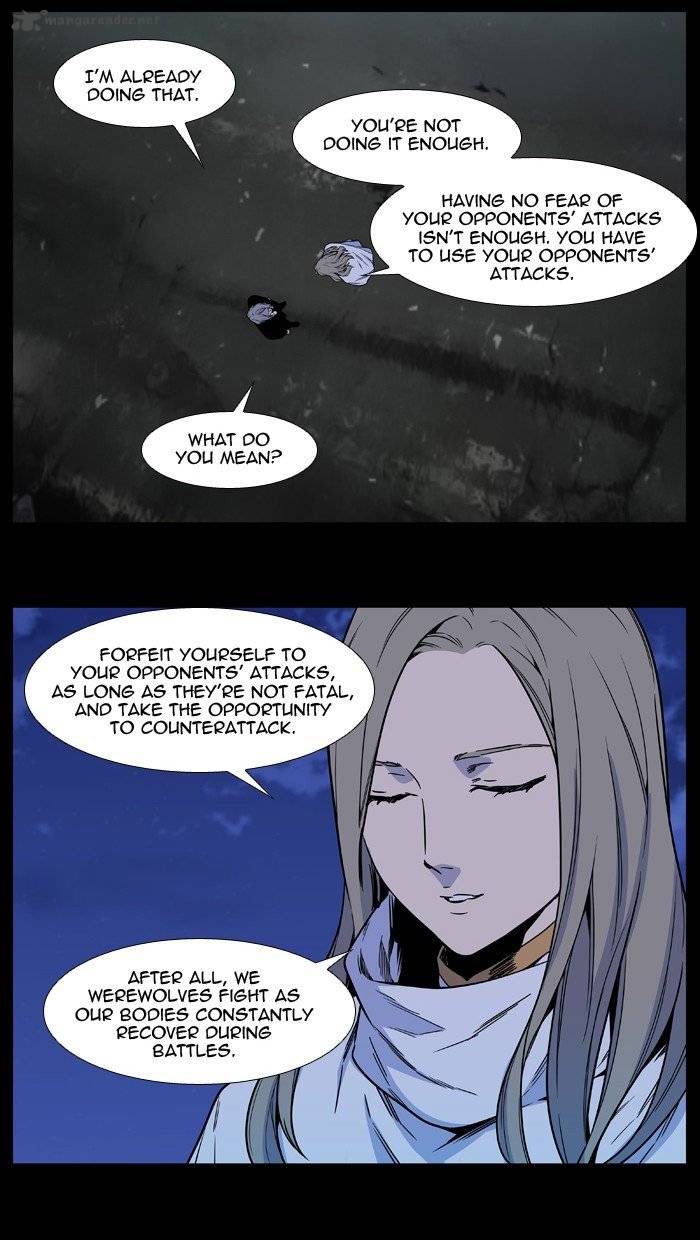 mangareader.net
I'M ALREADY
DOING THAT.
YOU'RE NOT
DOING IT ENOUGH.
HAVING NO FEAR OF
YOUR OPPONENTS' ATTACKS
ISN'T ENOUGH. YOU HAVE
TO USE YOUR OPPONENTS'
ATTACKS.
WHAT DO
YOU MEAN?
FORFEIT YOURSELF TO
YOUR OPPONENTS' ATTACKS,
AS LONG AS THEY'RE NOT FATAL,
AND TAKE THE OPPORTUNITY
TO COUNTERATTACK.
AFTER ALL, WE
WEREWOLVES FIGHT AS
OUR BODIES CONSTANTLY
RECOVER DURING
BATTLES.